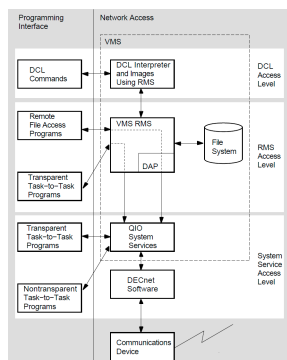 Programming
Interface
Network Access
VMS
DCL
Commands
DCL Interpreter
and Images
Using RMS
DCL
Access
Level
Remote
File Access
Programs
VMS RMS
DAP
File
System
RMS
Access
Level
Transparent
Task-to-Task
Programs
Transparent
Task-to-Task
Programs
QIO
System
Services
System
Service
Access
Level
Nontransparent
Task-to-Task
Programs
DECnet
Software
Communications
Device